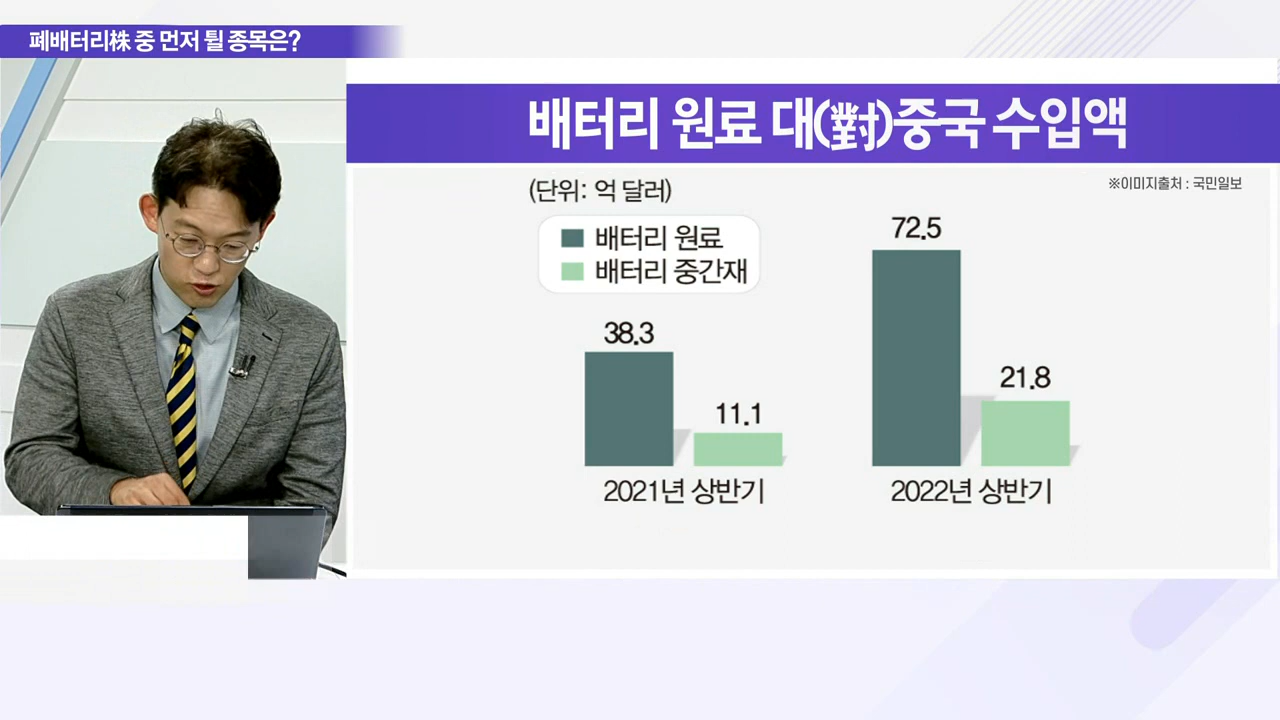 폐배터리株 중 먼저 튈 종목은?
배터리 원료 대(對)중국 수입액
(단위: 억 달러)
※이미지출처 : 국민일보
배터리 원료
배터리 중간재
38.3
11.1
72.5
21.8
2021년 상반기
2022년 상반기